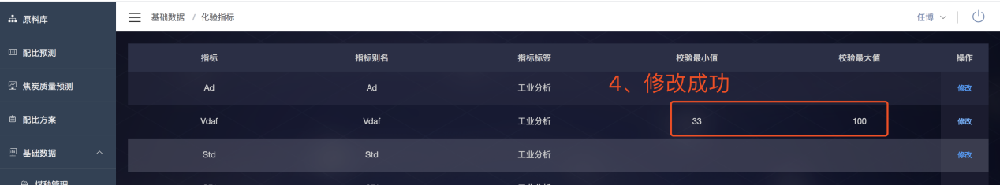 原料库
基础数据 / 化验指标
任博
配比预测
焦炭质量预测
配比方案
基础数据
煤种管理
指标 指标别名 指标标签 校验最小值 校验最大值 操作
Ad Ad 工业分析 修改
4、修改成功
Vdaf Vdaf 工业分析 33 100 修改
Std Std 工业分析 修改